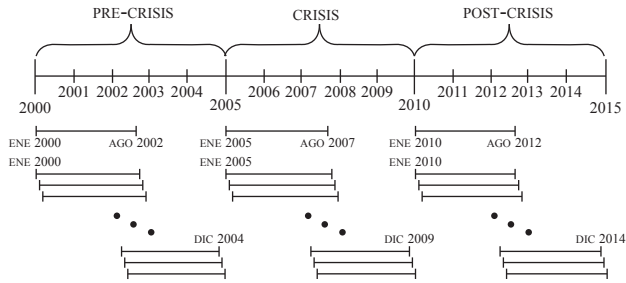 PRE-CRISIS CRISIS POST-CRISIS
2000 2001 2002 2003 2004 2005 2006 2007 2008 2009 2010 2011 2012 2013 2014 2015
ENE 2000 AGO 2002 ENE 2005 AGO 2007 ENE 2010 AGO 2012
ENE 2000 ENE 2005 ENE 2010
DIC 2004 DIC 2009 DIC 2014